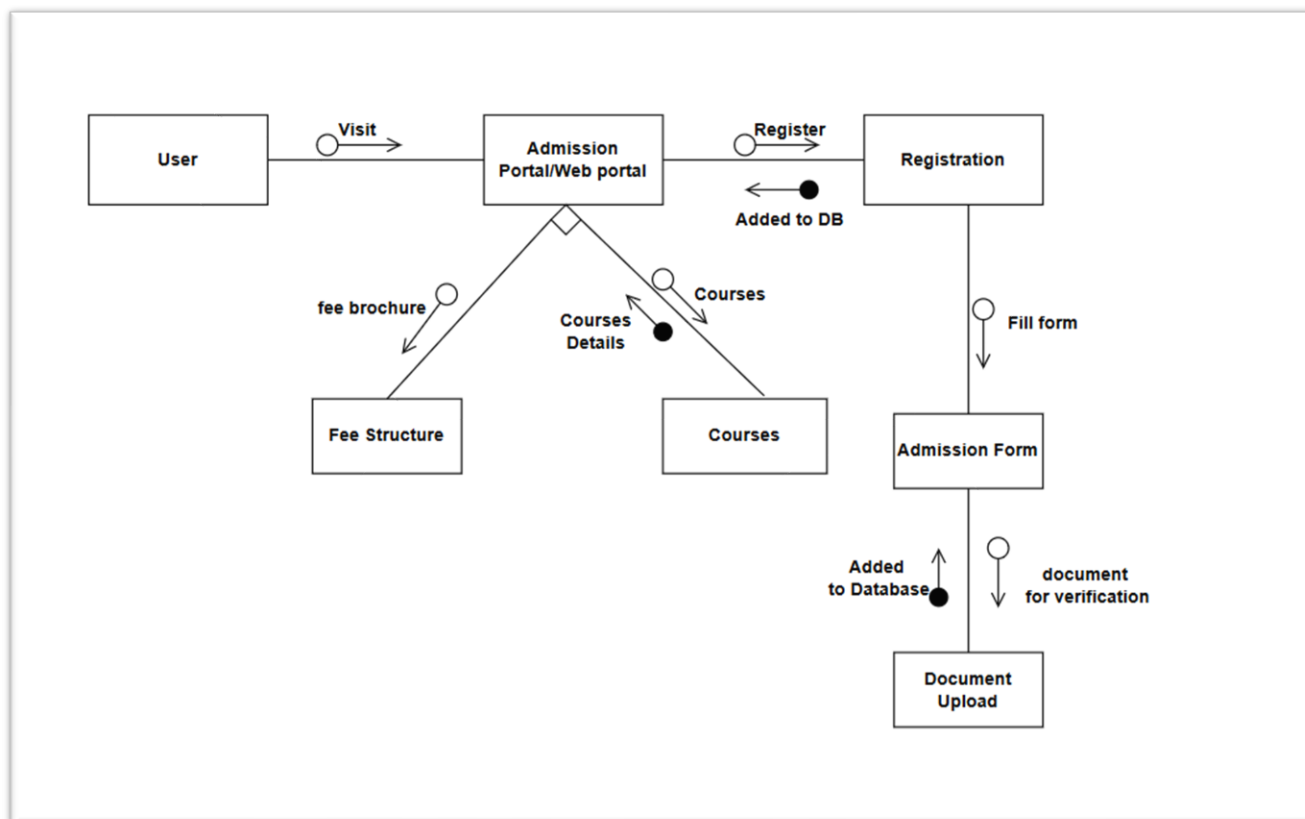 Visit
Register
User
Admission
Portal/Web portal
Registration
Added to DB
fee brochure
Courses
Courses
Details
Fill form
Fee Structure
Courses
Admission Form
Added
to Database
document
for verification
Document
Upload